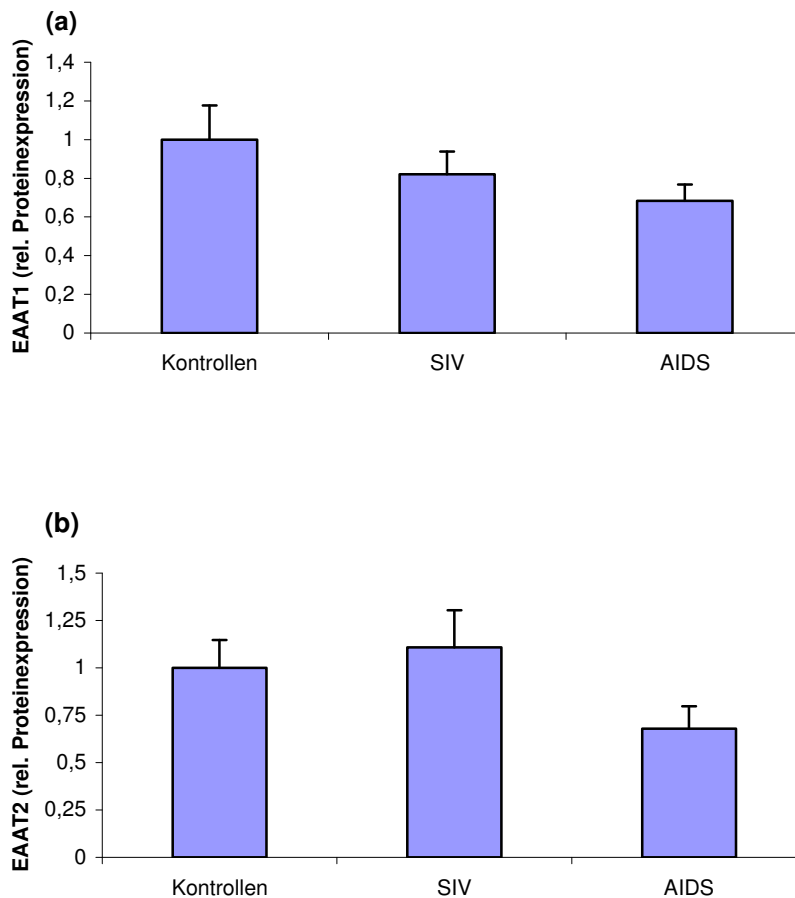 (a)
EAAT1 (rel. Proteinexpression)
1,4
1,2
1
0,8
0,6
0,4
0,2
0
Kontrollen SIV AIDS
(b)
EAAT2 (rel. Proteinexpression)
1,5
1,25
1
0,75
0,5
0,25
0
Kontrollen SIV AIDS